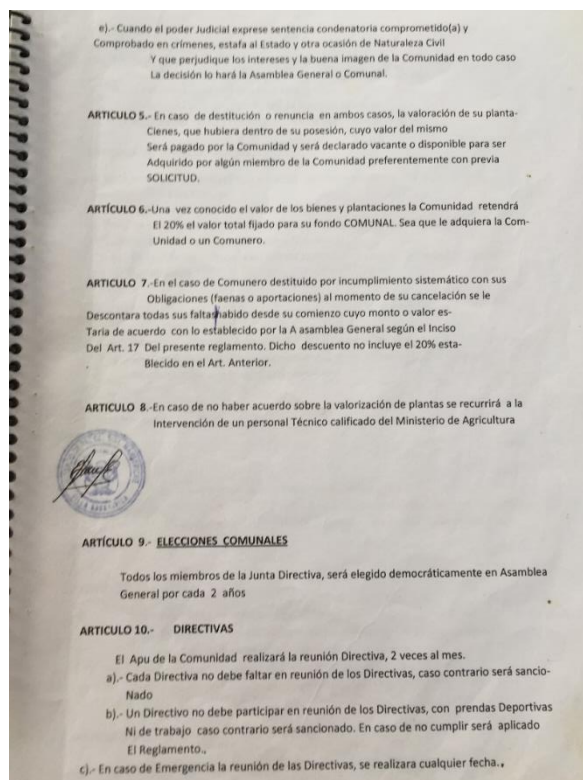 e).- Cuando el poder Judicial exprese sentencia condenatoria comprometido(a) y
Comprobado en crímenes, estafa al Estado y otra ocasión de Naturaleza Civil
Y que perjudique los intereses y la buena imagen de la Comunidad en todo caso
La decisión lo hará la Asamblea General o Comunal.
ARTICULO 5.- En caso de destitución o renuncia en ambos casos, la valoración de su planta-
Cienes, que hubiera dentro de su posesión, cuyo valor del mismo
Será pagado por la Comunidad y será declarado vacante o disponible para ser
Adquirido por algún miembro de la Comunidad preferentemente con previa
SOLICITUD.
ARTÍCULO 6.-Una vez conocido el valor de los bienes y plantaciones la Comunidad retendrá
El 20% el valor total fijado para su fondo COMUNAL. Sea que le adquiera la Com-
Unidad o un Comunero.
ARTÍCULO 7.-En el caso de Comunero destituido por incumplimiento sistemático con sus
Obligaciones (faenas o aportaciones) al momento de su cancelación se le
Descontara todas sus faltas habido desde su comienzo cuyo monto o valor es-
Taria de acuerdo con lo establecido por la A asamblea General según el Inciso
Del Art. 17 Del presente reglamento. Dicho descuento no incluye el 20% esta-
Blecido en el Art. Anterior.
ARTICULO 8.-En caso de no haber acuerdo sobre la valorización de plantas se recurrirá a la
Intervención de un personal Técnico calificado del Ministerio de Agricultura
ARTÍCULO 9.- ELECCIONES COMUNALES
Todos los miembros de la Junta Directiva, será elegido democráticamente en Asamblea
General por cada 2 años
ARTICULO 10.- DIRECTIVAS
El Apu de la Comunidad realizará la reunión Directiva, 2 veces al mes.
a).- Cada Directiva no debe faltar en reunión de los Directivas, caso contrario será sancio-
Nado
b).- Un Directivo no debe participar en reunión de los Directivas, con prendas Deportivas
Ni de trabajo caso contrario será sancionado. En caso de no cumplir será aplicado
El Reglamento.,
c).- En caso de Emergencia la reunión de las Directivas, se realizara cualquier fecha.,